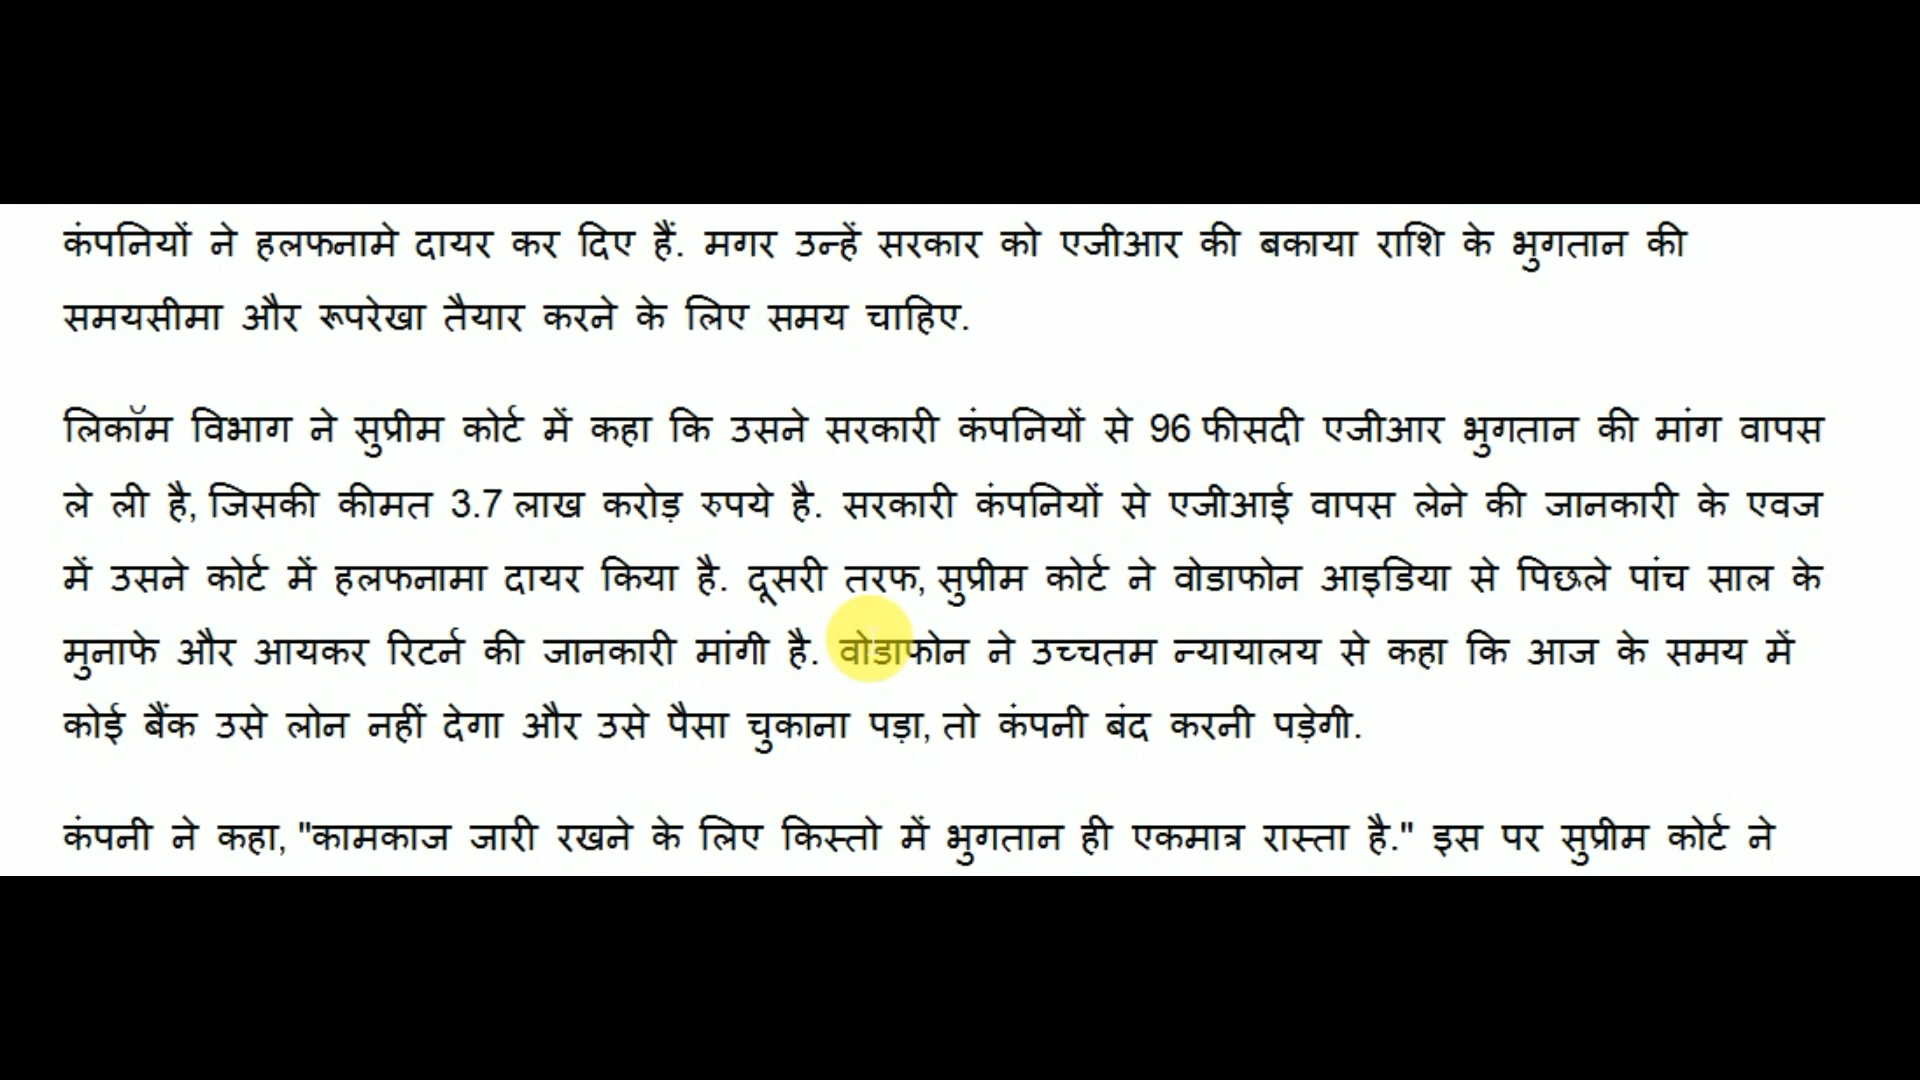 कंपनियों ने हलफनामे दायर कर दिए हैं. मगर उन्हें सरकार को एजीआर की बकाया राशि के भुगतान की
समयसीमा और रूपरेखा तैयार करने के लिए समय चाहिए.
लिकॉम विभाग ने सुप्रीम कोर्ट में कहा कि उसने सरकारी कंपनियों से 96 फीसदी एजीआर भुगतान की मांग वापस
ले ली है, जिसकी कीमत 3.7 लाख करोड़ रुपये है. सरकारी कंपनियों से एजीआई वापस लेने की जानकारी के एवज
में उसने कोर्ट में हलफनामा दायर किया है. दूसरी तरफ, सुप्रीम कोर्ट ने वोडाफोन आइडिया से पिछले पांच साल के
मुनाफे और आयकर रिटर्न की जानकारी मांगी है. वोडाफोन ने उच्चतम न्यायालय से कहा कि आज के समय में
कोई बैंक उसे लोन नहीं देगा और उसे पैसा चुकाना पड़ा, तो कंपनी बंद करनी पड़ेगी.
कंपनी ने कहा, "कामकाज जारी रखने के लिए किस्तो में भुगतान ही एकमात्र रास्ता है." इस पर सुप्रीम कोर्ट ने